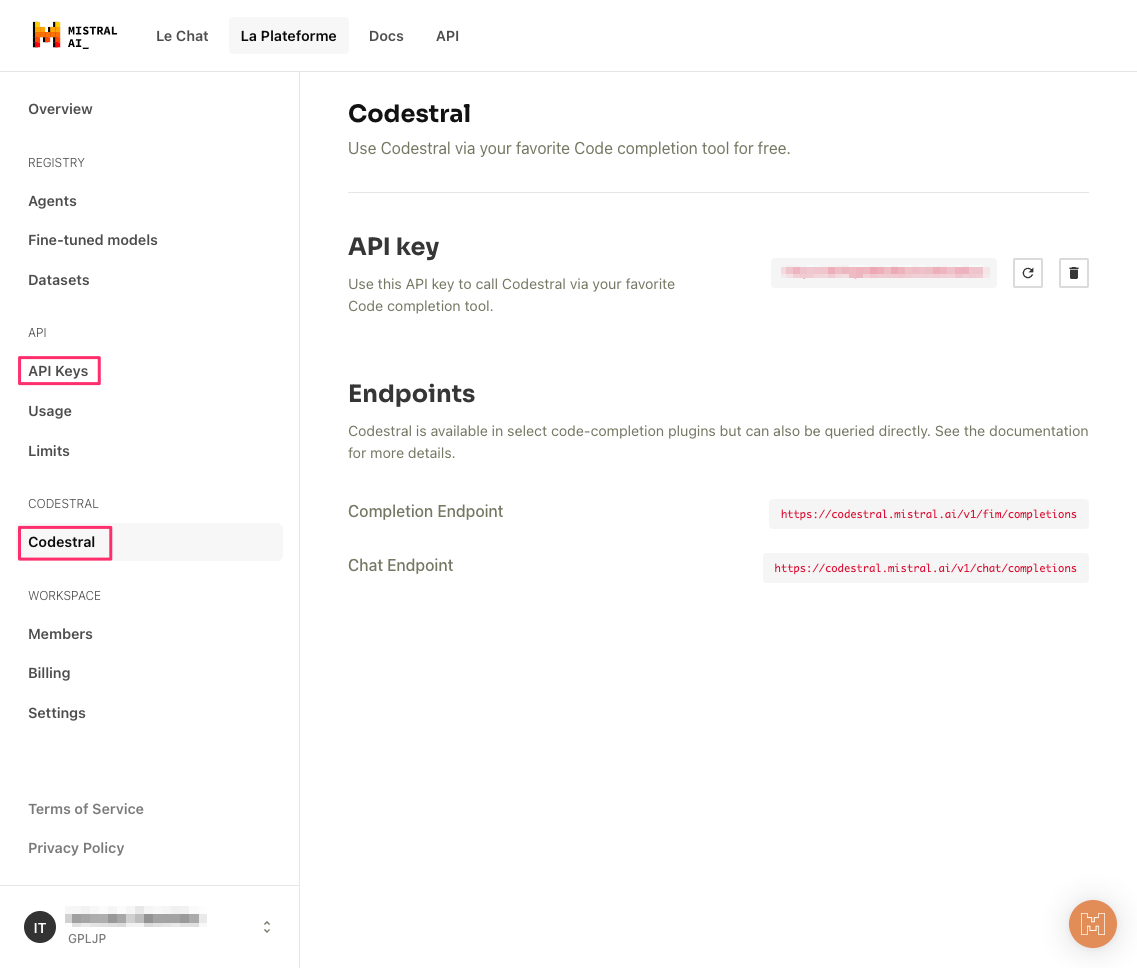 MISTRAL
AI_
Le Chat
La Plateforme
Docs
API
Overview
REGISTRY
Agents
Fine-tuned models
Datasets
API
API Keys
Usage
Limits
CODESTRAL
Codestral
WORKSPACE
Members
Billing
Settings
Terms of Service
Privacy Policy
IT
GPLJP
Codestral
Use Codestral via your favorite Code completion tool for free.
API key
Use this API key to call Codestral via your favorite
Code completion tool.
Endpoints
Codestral is available in select code-completion plugins but can also be queried directly. See the documentation
for more details.
Completion Endpoint
https://codestral.mistral.ai/v1/fim/completions
Chat Endpoint
https://codestral.mistral.ai/v1/chat/completions